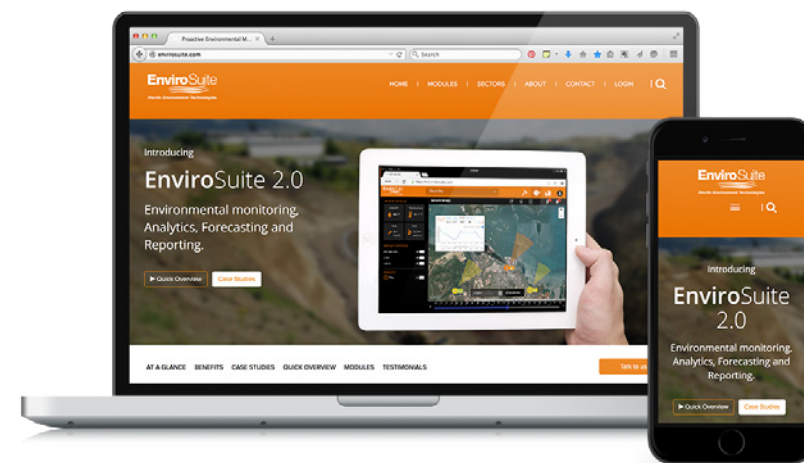 Proactive Environmental M...
envirosuite.com
Search
EnviroSuite
Pacific Environment Technologies
HOME | MODULES | SECTORS | ABOUT | CONTACT | LOGIN |
Introducing
EnviroSuite 2.0
Environmental monitoring,
Analytics, Forecasting and
Reporting.
Quick Overview
Case Studies
AT A GLANCE BENEFITS CASE STUDIES QUICK OVERVIEW MODULES TESTIMONIALS
Talk to us
EnviroSuite
Pacific Environment Technologies
Introducing
EnviroSuite
2.0
Environmental monitoring,
Analytics, Forecasting and
Reporting.
Quick Overview
Case Studies